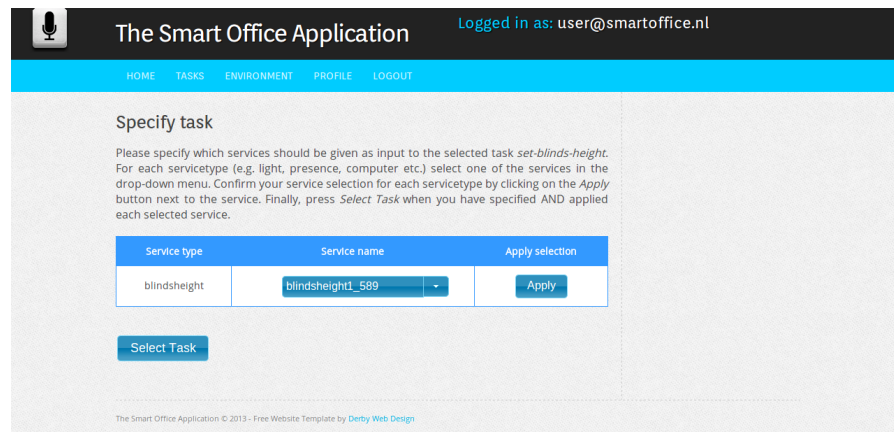 The Smart Office Application
Logged in as: user@smartoffice.nl
HOME TASKS ENVIRONMENT PROFILE LOGOUT
Specify task
Please specify which services should be given as input to the selected task set-blinds-height.
For each servicetype (e.g. light, presence, computer etc.) select one of the services in the
drop-down menu. Confirm your service selection for each servicetype by clicking on the Apply
button next to the service. Finally, press Select Task when you have specified AND applied
each selected service.
Service type Service name Apply selection
blindsheight blindsheight1_589 Apply
Select Task
The Smart Office Application © 2013 - Free Website Template by Derby Web Design